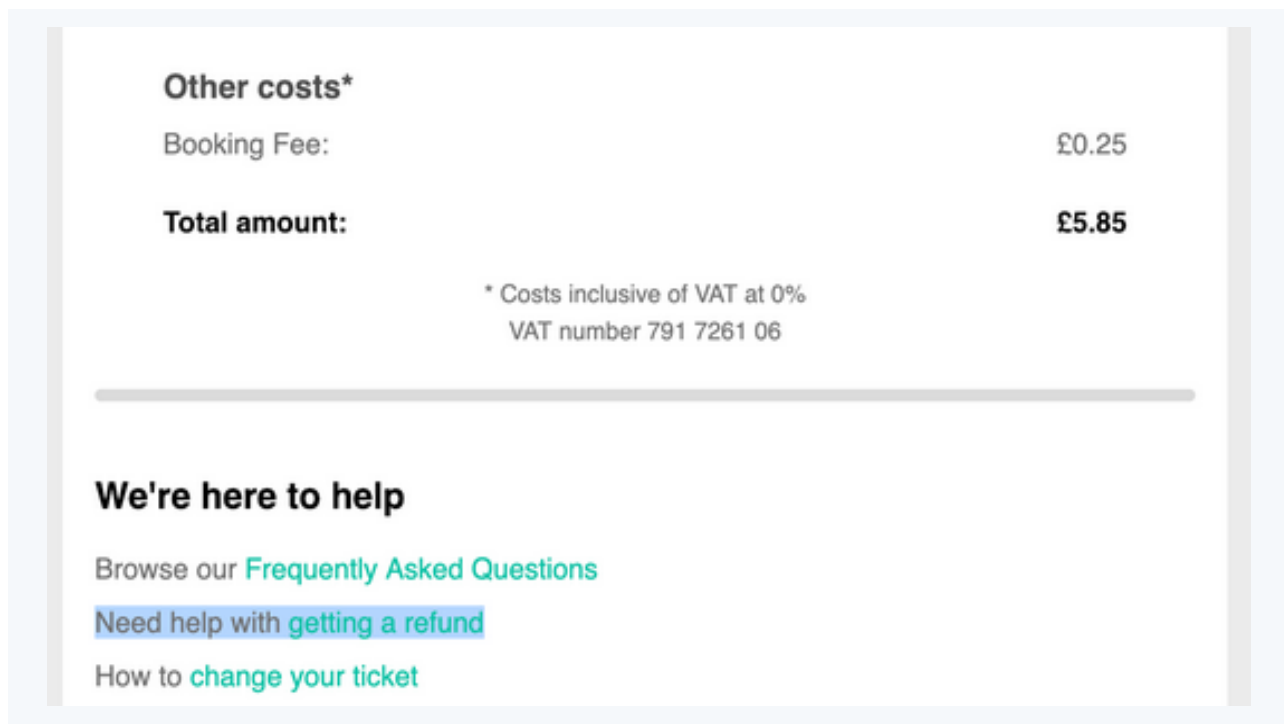 Other costs*
Booking Fee: £0.25
Total amount: £5.85
* Costs inclusive of VAT at 0%
VAT number 791 7261 06
We're here to help
Browse our Frequently Asked Questions
Need help with getting a refund
How to change your ticket